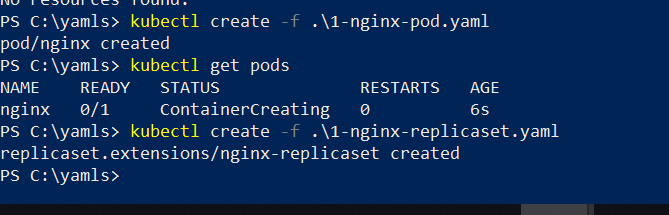 No resources found.
PS C:\yamls> kubectl create -f .\1-nginx-pod.yaml
pod/nginx created
PS C:\yamls> kubectl get pods
NAME    READY   STATUS              RESTARTS   AGE
nginx   0/1     ContainerCreating   0          6s
PS C:\yamls> kubectl create -f .\1-nginx-replicaset.yaml
replicaset.extensions/nginx-replicaset created
PS C:\yamls>